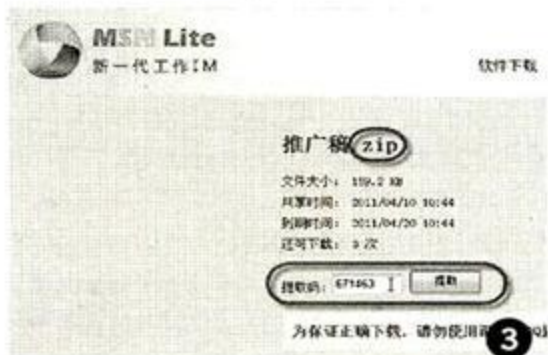 MSN Lite
新一代工作IM
软件下载
推广稿 zip
文件大小： 159.2 KB
共享时间： 2011/04/10 10:44
到期时间： 2011/04/20 10:44
还可下载： 3 次
提取码： 671863 提取
为保证正确下载，请勿使用
3